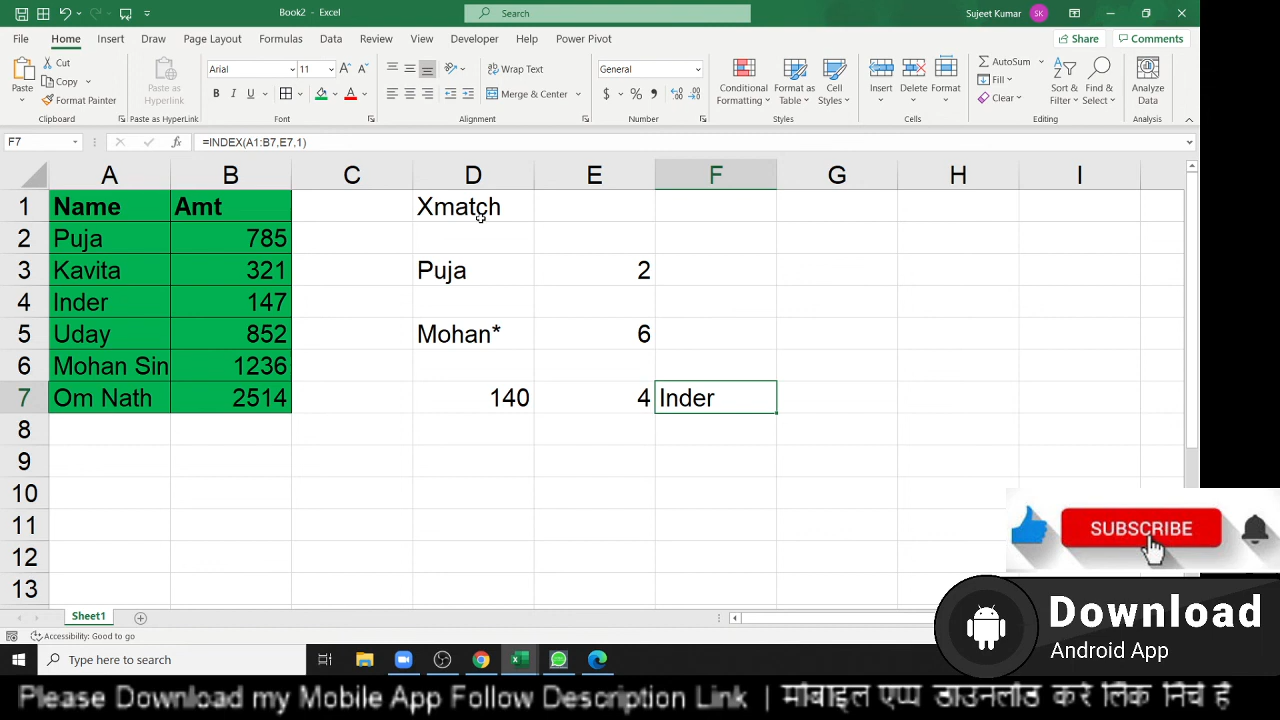 Book2 - Excel
Search
Sujeet Kumar
SK
File Home Insert Draw Page Layout Formulas Data Review View Developer Help Power Pivot
Share
Comments
Paste
Cut
Copy
Format Painter
Clipboard
Paste as Hyperlink
Paste as HyperLink
Arial
11
B I U
Font
Wrap Text
Merge & Center
Alignment
General
$ % 9
Number
Conditional Formatting
Format as Table
Cell Styles
Styles
Insert
Delete
Format
Cells
AutoSum
Fill
Clear
Sort & Filter
Find & Select
Editing
Analyze Data
Analysis
F7
fx
=INDEX(A1:B7,E7,1)
A B C D E F G H I
1 Name Amt Xmatch
2 Puja 785
3 Kavita 321 Puja 2
4 Inder 147
5 Uday 852 Mohan* 6
6 Mohan Sin 1236
7 Om Nath 2514 140 4 Inder
8
9
10
11
12
13
SUBSCRIBE
Sheet1
Download
Android App
Accessibility: Good to go
Type here to search
Please Download my Mobile App Follow Description Link | मोबाइल एप्प डाउनलोड करे लिंक निचे हैं